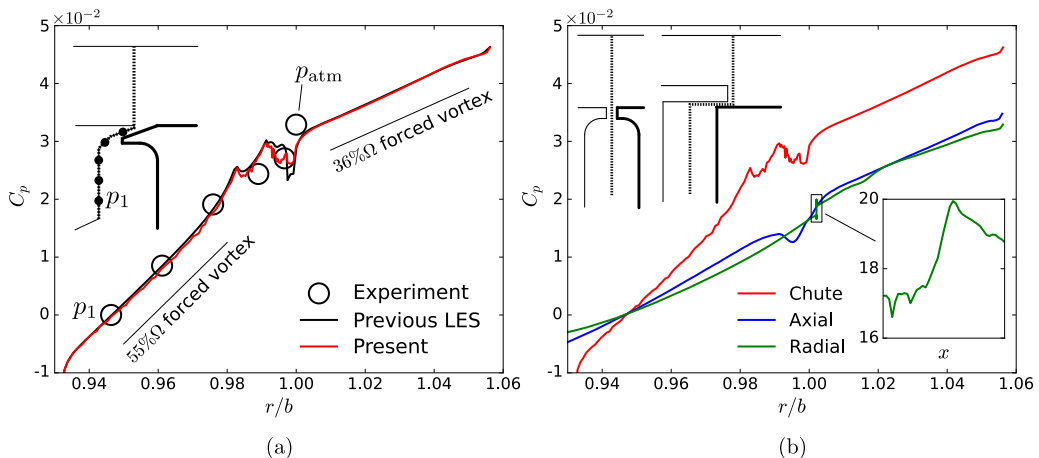 ×10⁻²
5
4
3
2
1
0
-1
C_p
p_atm
36%Ω forced vortex
p_1
p_1
55%Ω forced vortex
Experiment
Previous LES
Present
0.94 0.96 0.98 1.00 1.02 1.04 1.06
r/b
(a)
×10⁻²
5
4
3
2
1
0
-1
C_p
20
18
17
16
x
Chute
Axial
Radial
0.94 0.96 0.98 1.00 1.02 1.04 1.06
r/b
(b)